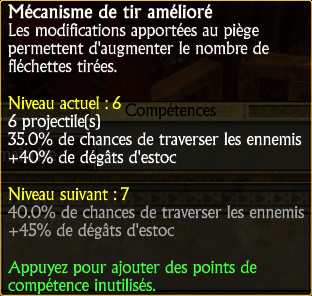 Mécanisme de tir amélioré
Les modifications apportées au piège
permettent d'augmenter le nombre de
fléchettes tirées.
Niveau actuel : 6
Compétences
6 projectile(s)
35.0% de chances de traverser les ennemis
+40% de dégâts d'estoc
Niveau suivant : 7
40.0% de chances de traverser les ennemis
+45% de dégâts d'estoc
Appuyez pour ajouter des points de
compétence inutilisés.